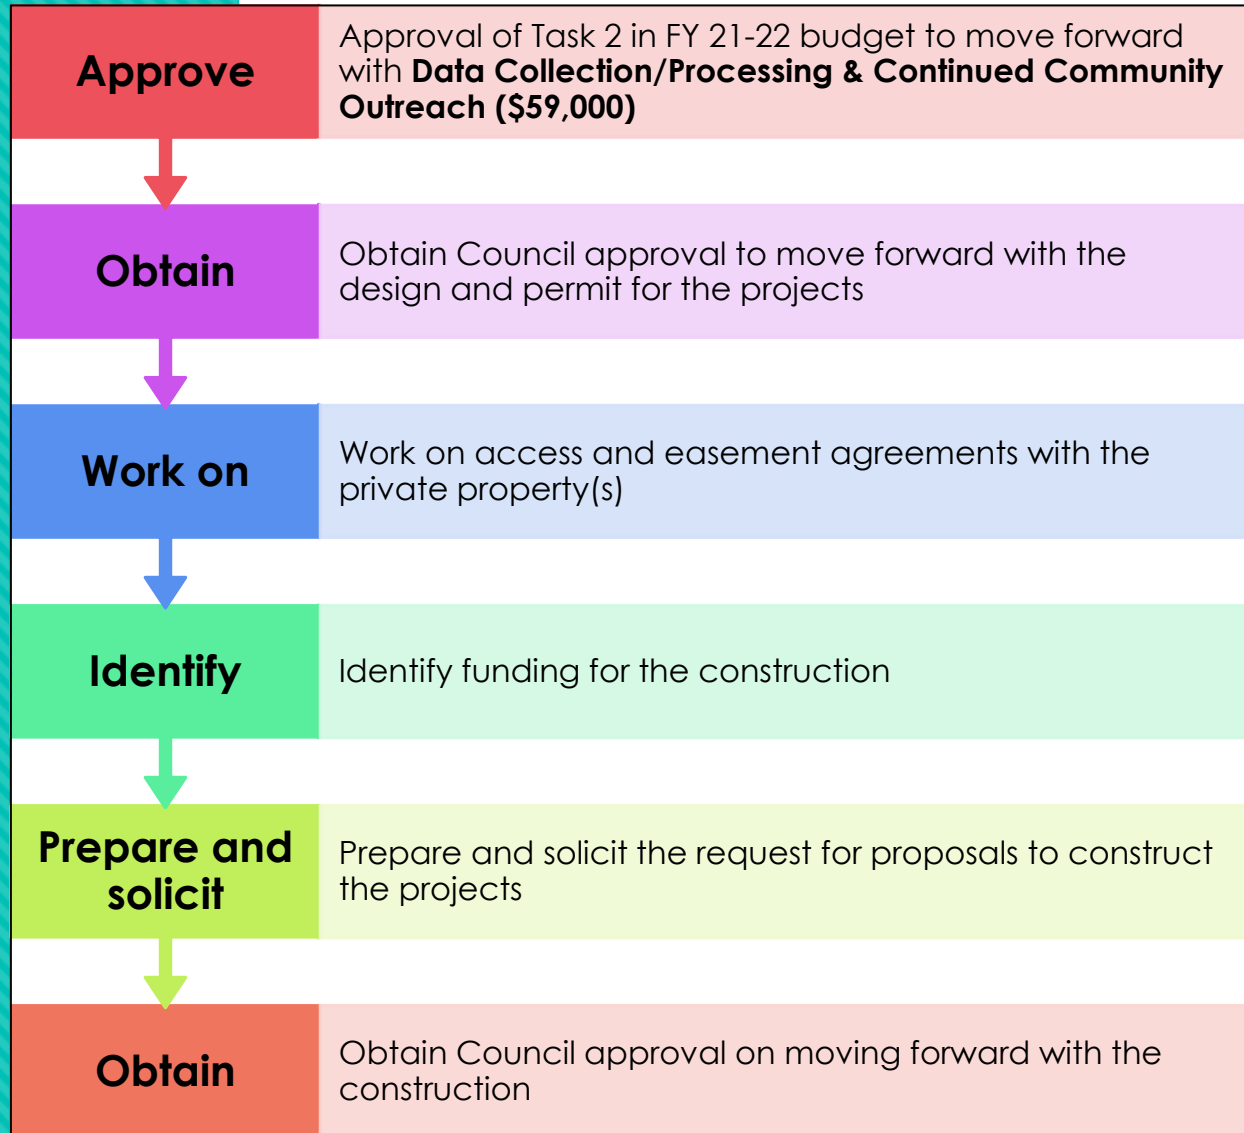 Approve
Approval of Task 2 in FY 21-22 budget to move forward
with Data Collection/Processing & Continued Community
Outreach ($59,000)
Obtain
Obtain Council approval to move forward with the
design and permit for the projects
Work on
Work on access and easement agreements with the
private property(s)
Identify
Identify funding for the construction
Prepare and
solicit
Prepare and solicit the request for proposals to construct
the projects
Obtain
Obtain Council approval on moving forward with the
construction